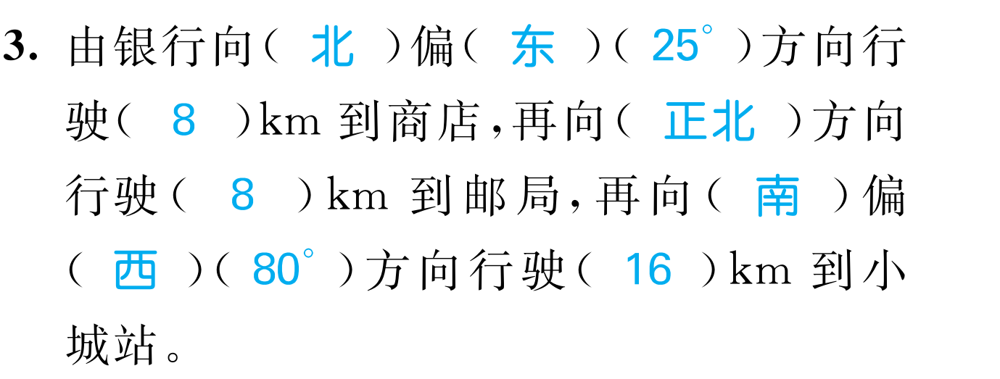 3. 由银行向( 北 )偏( 东 )( 25° )方向行
驶( 8 )km 到商店,再向( 正北 )方向
行驶( 8 )km 到邮局,再向( 南 )偏
( 西 )( 80° )方向行驶( 16 )km 到小
城站。